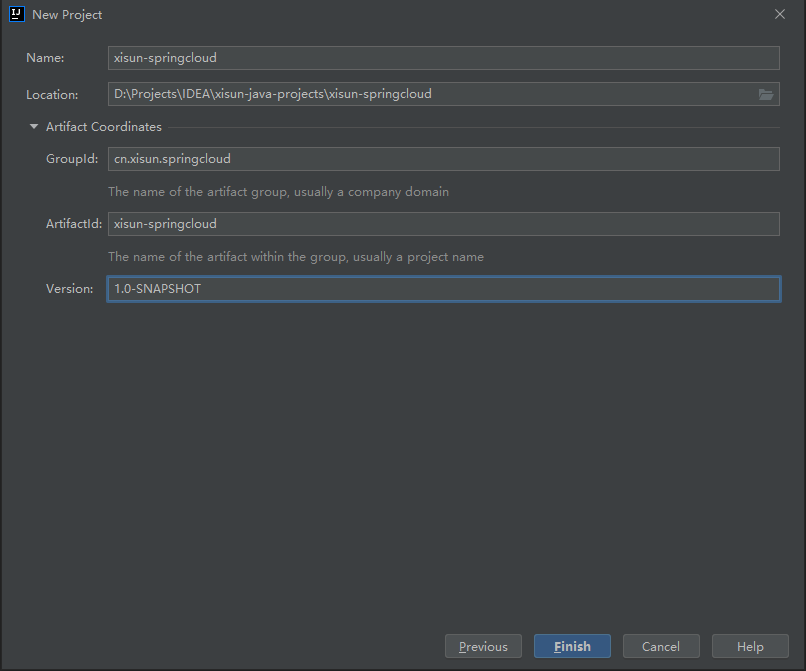 New Project
Name: xisun-springcloud
Location: D:\Projects\IDEA\xisun-java-projects\xisun-springcloud
Artifact Coordinates
GroupId: cn.xisun.springcloud
The name of the artifact group, usually a company domain
ArtifactId: xisun-springcloud
The name of the artifact within the group, usually a project name
Version: 1.0-SNAPSHOT
Previous Finish Cancel Help